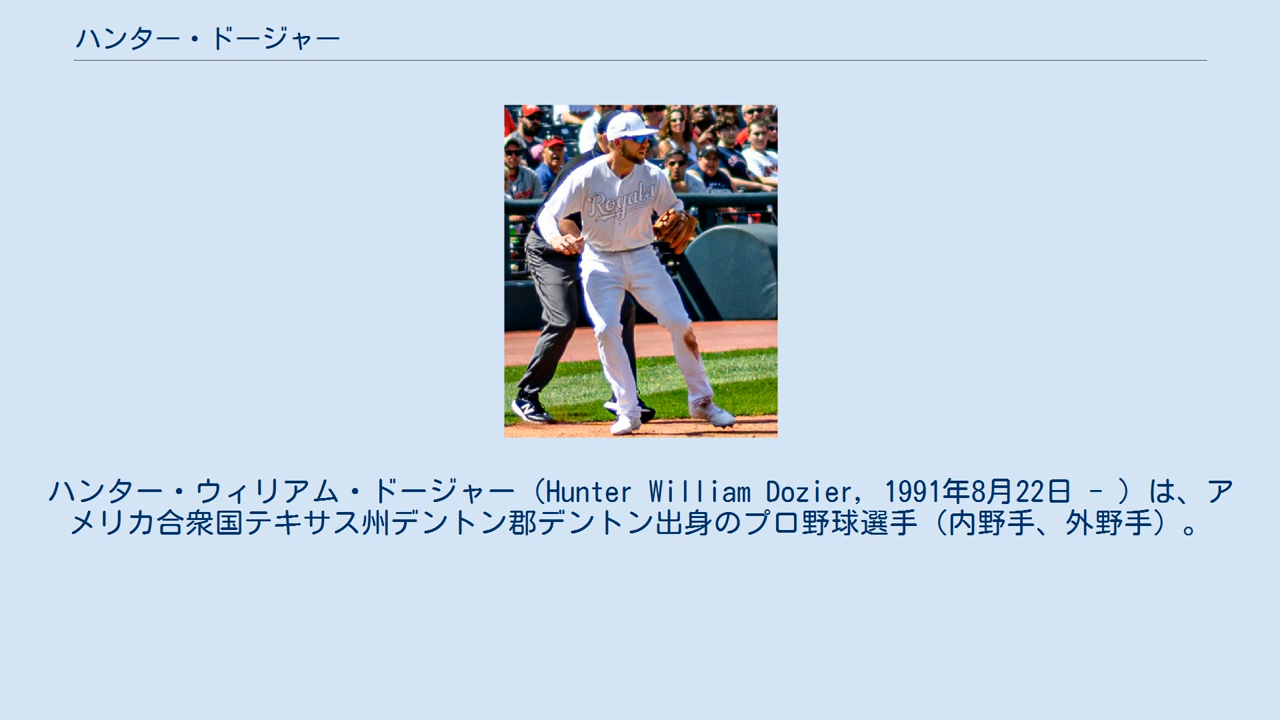 ハンター・ドージャー
Royals
N
ハンター・ウィリアム・ドージャー（Hunter William Dozier, 1991年8月22日 - ）は、ア
メリカ合衆国テキサス州デントン郡デントン出身のプロ野球選手（内野手、外野手）。